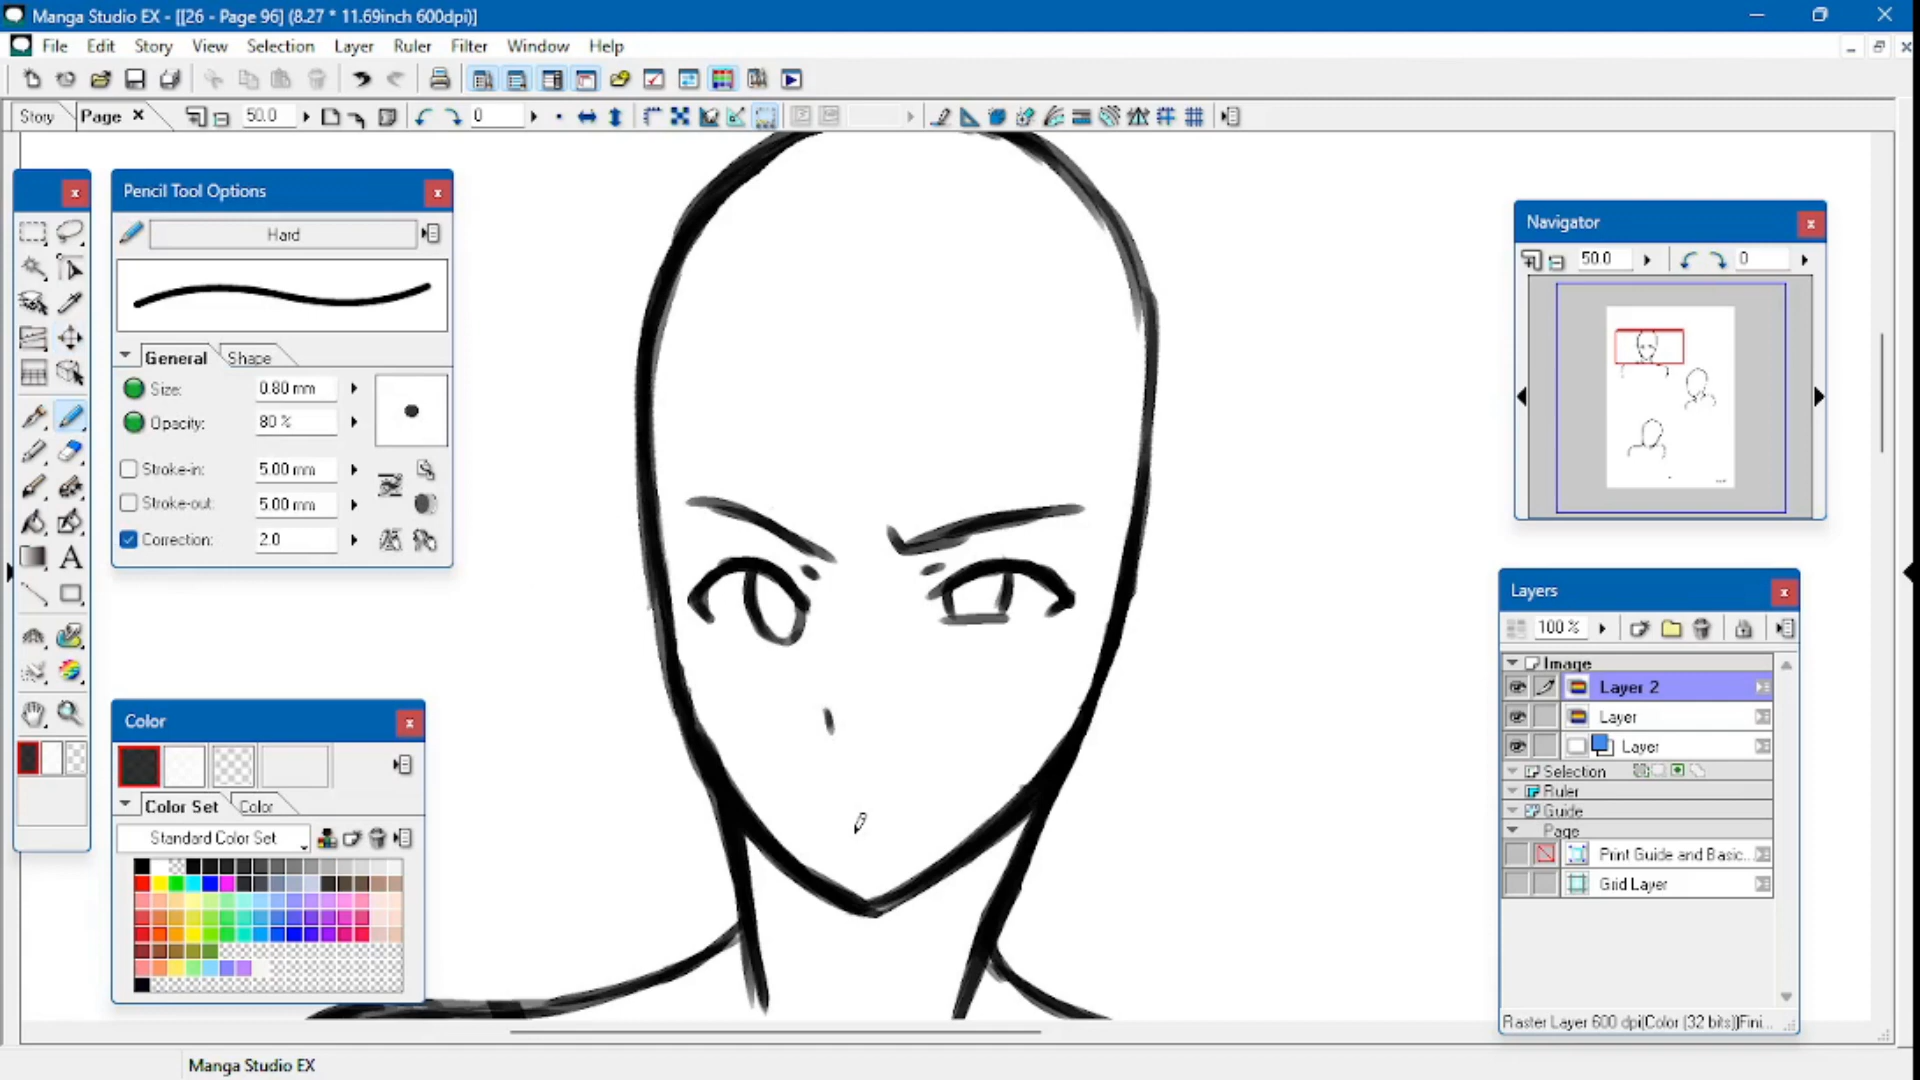 Manga Studio EX - [[26 - Page 96] (8.27 * 11.69inch 600dpi)]
File Edit Story View Selection Layer Ruler Filter Window Help
Story Page 50.0 0
Pencil Tool Options
Hard
General Shape
Size: 0.80 mm
Opacity: 80 %
Stroke-in: 5.00 mm
Stroke-out: 5.00 mm
Correction: 2.0
A
Color
Color Set Color
Standard Color Set
Navigator
50.0 0
Layers
100 %
Image
Layer 2
Layer
Layer
Selection
Ruler
Guide
Page
Print Guide and Basic...
Grid Layer
Raster Layer 600 dpi(Color (32 bits))Fini...
Manga Studio EX